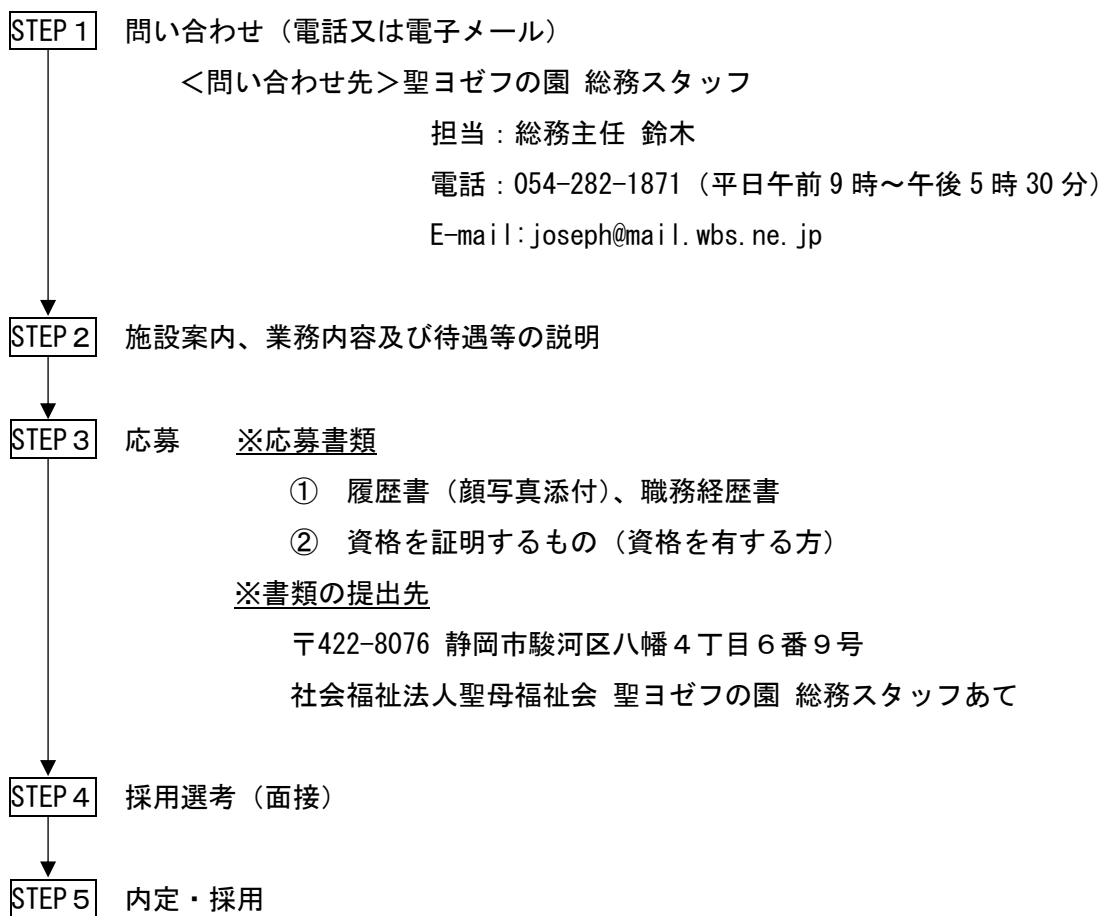 STEP１ 問い合わせ（電話又は電子メール）
＜問い合わせ先＞聖ヨゼフの園 総務スタッフ
担当：総務主任 鈴木
電話：054-282-1871（平日午前９時～午後５時30分）
E-mail:joseph@mail.wbs.ne.jp
STEP２ 施設案内、業務内容及び待遇等の説明
STEP３ 応募 ※応募書類
① 履歴書（顔写真添付）、職務経歴書
② 資格を証明するもの（資格を有する方）
※書類の提出先
〒422-8076 静岡市駿河区八幡４丁目６番９号
社会福祉法人聖母福祉会 聖ヨゼフの園 総務スタッフあて
STEP４ 採用選考（面接）
STEP５ 内定・採用